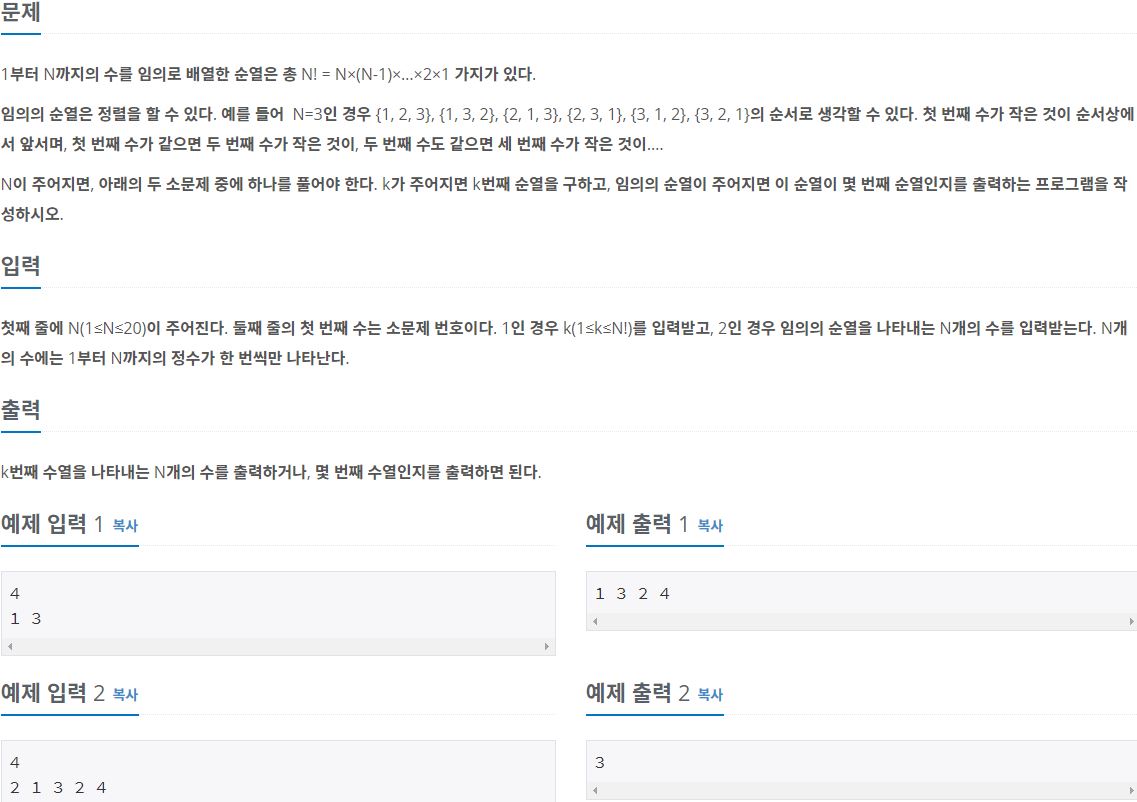 문제
1부터 N까지의 수를 임의로 배열한 순열은 총 N! = N×(N-1)×…×2×1 가지가 있다.
임의의 순열은 정렬을 할 수 있다. 예를 들어  N=3인 경우 {1, 2, 3}, {1, 3, 2}, {2, 1, 3}, {2, 3, 1}, {3, 1, 2}, {3, 2, 1}의 순서로 생각할 수 있다. 첫 번째 수가 작은 것이 순서상에
서 앞서며, 첫 번째 수가 같으면 두 번째 수가 작은 것이, 두 번째 수도 같으면 세 번째 수가 작은 것이….
N이 주어지면, 아래의 두 소문제 중에 하나를 풀어야 한다. k가 주어지면 k번째 순열을 구하고, 임의의 순열이 주어지면 이 순열이 몇 번째 순열인지를 출력하는 프로그램을 작
성하시오.
입력
첫째 줄에 N(1≤N≤20)이 주어진다. 둘째 줄의 첫 번째 수는 소문제 번호이다. 1인 경우 k(1≤k≤N!)를 입력받고, 2인 경우 임의의 순열을 나타내는 N개의 수를 입력받는다. N개
의 수에는 1부터 N까지의 정수가 한 번씩만 나타난다.
출력
k번째 수열을 나타내는 N개의 수를 출력하거나, 몇 번째 수열인지를 출력하면 된다.
예제 입력 1 복사
4
1 3
예제 출력 1 복사
1 3 2 4
예제 입력 2 복사
4
2 1 3 2 4
예제 출력 2 복사
3